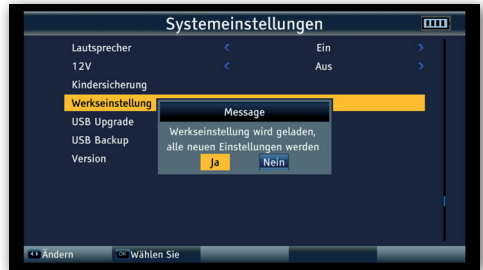 Systemeinstellungen
Lautsprecher Ein
12V Aus
Kindersicherung
Werkseinstellung
USB Upgrade
USB Backup
Version
Message
Werkseinstellung wird geladen,
alle neuen Einstellungen werden
Ja Nein
Ändern OK Wählen Sie